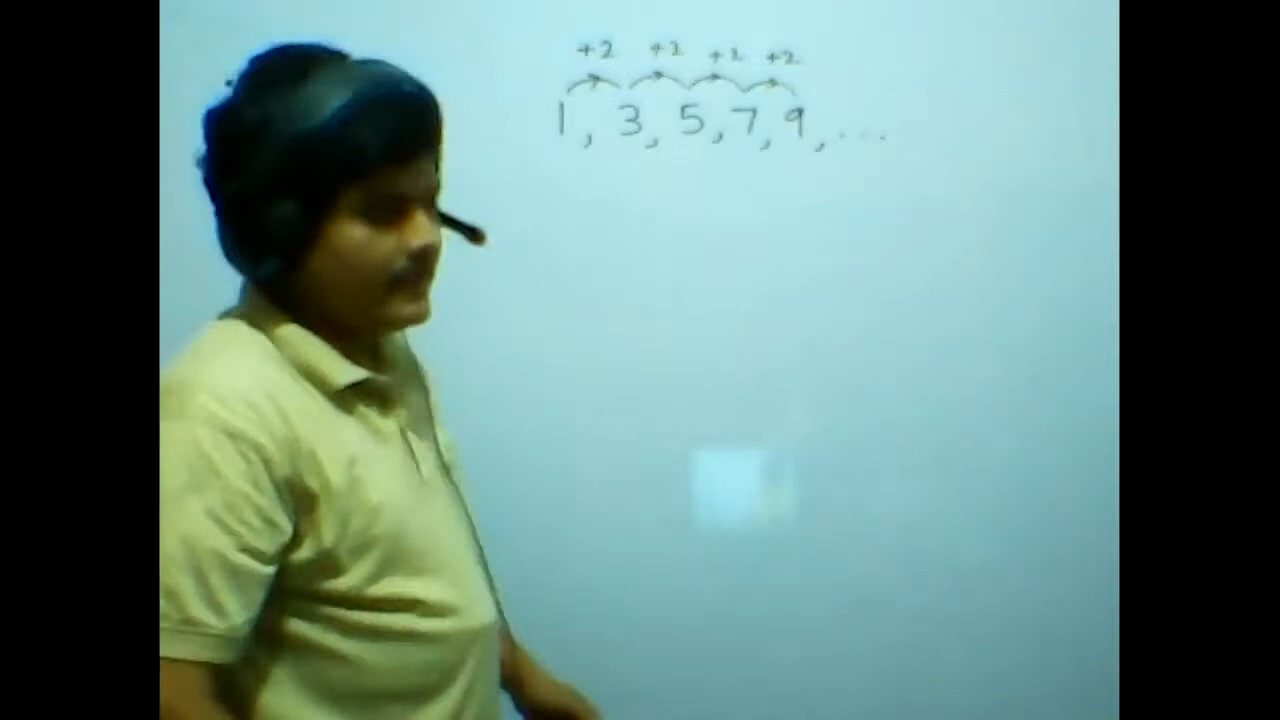 +2 +2 +2 +2
1, 3, 5, 7, 9, ...